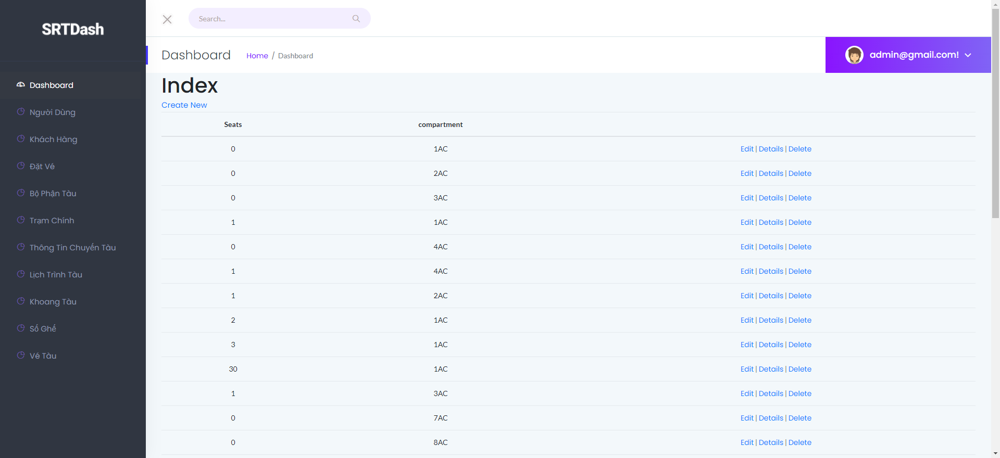 SRTDash
Search...
Dashboard
Home / Dashboard
admin@gmail.com!
Dashboard
Người Dùng
Khách Hàng
Đặt Vé
Bộ Phận Tàu
Trạm Chính
Thông Tin Chuyến Tàu
Lịch Trình Tàu
Khoang Tàu
Số Ghế
Vé Tàu
Index
Create New
Seats compartment
0 1AC Edit | Details | Delete
0 2AC Edit | Details | Delete
0 3AC Edit | Details | Delete
1 1AC Edit | Details | Delete
0 4AC Edit | Details | Delete
1 4AC Edit | Details | Delete
1 2AC Edit | Details | Delete
2 1AC Edit | Details | Delete
3 1AC Edit | Details | Delete
30 1AC Edit | Details | Delete
1 3AC Edit | Details | Delete
0 7AC Edit | Details | Delete
0 8AC Edit | Details | Delete